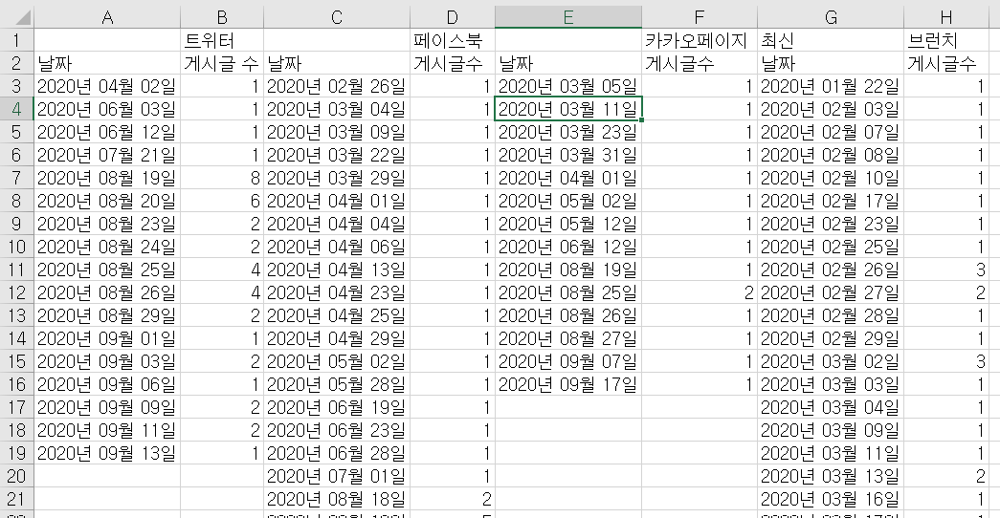 A B C D E F G H
1 트위터 페이스북 카카오페이지 최신 브런치
2 날짜 게시글 수 날짜 게시글수 날짜 게시글수 날짜 게시글수
3 2020년 04월 02일 1 2020년 02월 26일 1 2020년 03월 05일 1 2020년 01월 22일 1
4 2020년 06월 03일 1 2020년 03월 04일 1 2020년 03월 11일 1 2020년 02월 03일 1
5 2020년 06월 12일 1 2020년 03월 09일 1 2020년 03월 23일 1 2020년 02월 07일 1
6 2020년 07월 21일 1 2020년 03월 22일 1 2020년 03월 31일 1 2020년 02월 08일 1
7 2020년 08월 19일 8 2020년 03월 29일 1 2020년 04월 01일 1 2020년 02월 10일 1
8 2020년 08월 20일 6 2020년 04월 01일 1 2020년 05월 02일 1 2020년 02월 17일 1
9 2020년 08월 23일 2 2020년 04월 04일 1 2020년 05월 12일 1 2020년 02월 23일 1
10 2020년 08월 24일 2 2020년 04월 06일 1 2020년 06월 12일 1 2020년 02월 25일 1
11 2020년 08월 25일 4 2020년 04월 13일 1 2020년 08월 19일 1 2020년 02월 26일 3
12 2020년 08월 26일 4 2020년 04월 23일 1 2020년 08월 25일 2 2020년 02월 27일 2
13 2020년 08월 29일 2 2020년 04월 25일 1 2020년 08월 26일 1 2020년 02월 28일 1
14 2020년 09월 01일 1 2020년 04월 29일 1 2020년 08월 27일 1 2020년 02월 29일 1
15 2020년 09월 03일 2 2020년 05월 02일 1 2020년 09월 07일 1 2020년 03월 02일 3
16 2020년 09월 06일 1 2020년 05월 28일 1 2020년 09월 17일 1 2020년 03월 03일 1
17 2020년 09월 09일 2 2020년 06월 19일 1 2020년 03월 04일 1
18 2020년 09월 11일 2 2020년 06월 23일 1 2020년 03월 09일 1
19 2020년 09월 13일 1 2020년 06월 28일 1 2020년 03월 11일 1
20 2020년 07월 01일 1 2020년 03월 13일 2
21 2020년 08월 18일 2 2020년 03월 16일 1